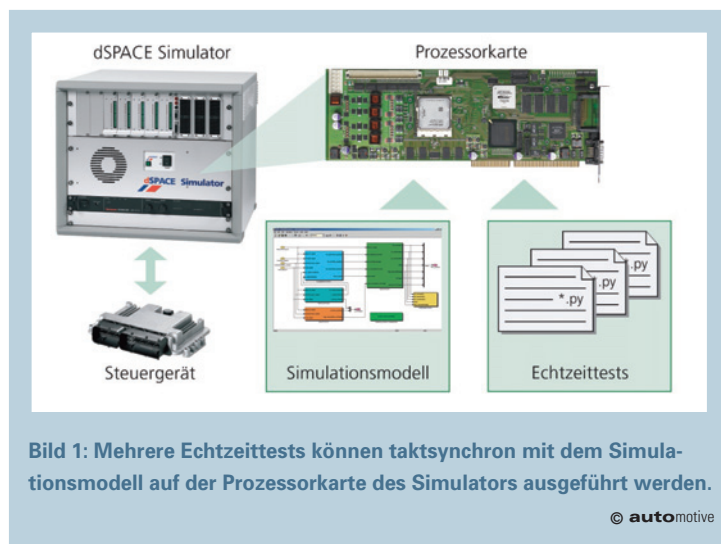 dSPACE Simulator
Prozessorkarte
dSPACE Simulator
Steuergerät
Simulationsmodell
*.py
.py
.py
Echtzeittests
Bild 1: Mehrere Echtzeittests können taktsynchron mit dem Simula-
tionsmodell auf der Prozessorkarte des Simulators ausgeführt werden.
© automotive